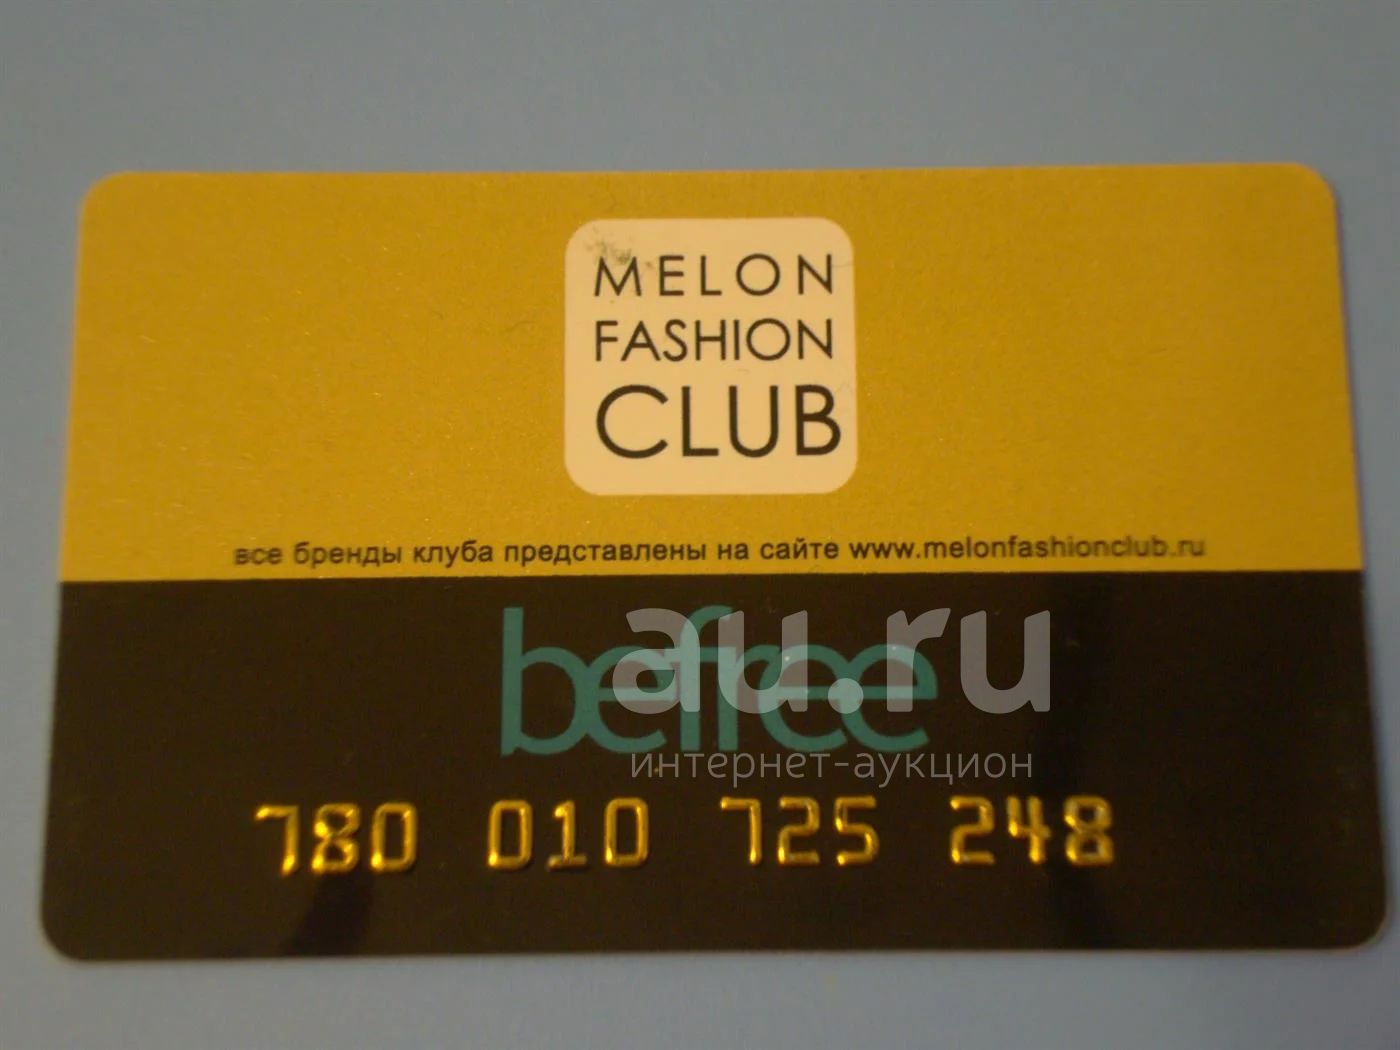 MELON
FASHION
CLUB
все бренды клуба представлены на сайте www.melonfashionclub.ru
befree
au.ru
интернет-аукцион
780 010 725 248